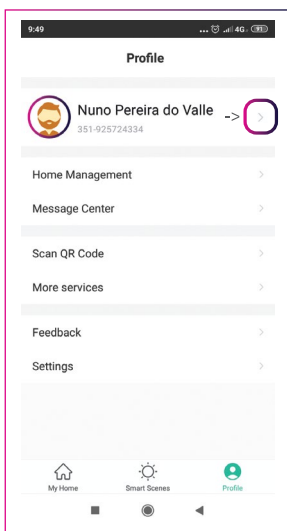 9:49 ... 4G 91
Profile
Nuno Pereira do Valle ->
351-925724334
Home Management
Message Center
Scan QR Code
More services
Feedback
Settings
My Home Smart Scenes Profile